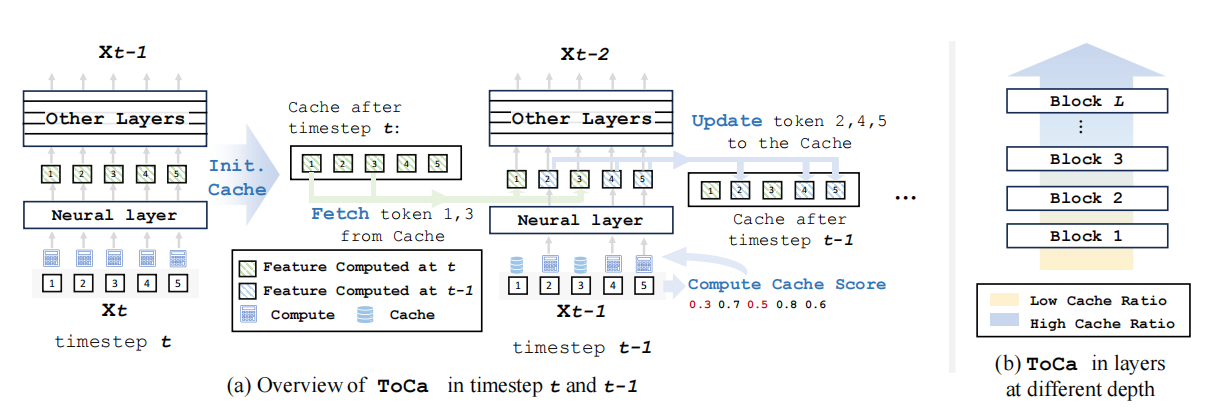 Xt-1
Other Layers
1 2 3 4 5
Neural layer
1 2 3 4 5
Xt
timestep t
Init.
Cache
Cache after
timestep t:
1 2 3 4 5
Fetch token 1,3
from Cache
Feature Computed at t
Feature Computed at t-1
Compute Cache
Xt-2
Other Layers
1 2 3 4 5
Neural layer
1 2 3 4 5
Xt-1
timestep t-1
Update token 2,4,5
to the Cache
1 2 3 4 5
Cache after
timestep t-1
Compute Cache Score
0.3 0.7 0.5 0.8 0.6
...
(a) Overview of ToCa in timestep t and t-1
Block L
⋮
Block 3
Block 2
Block 1
Low Cache Ratio
High Cache Ratio
(b) ToCa in layers
at different depth